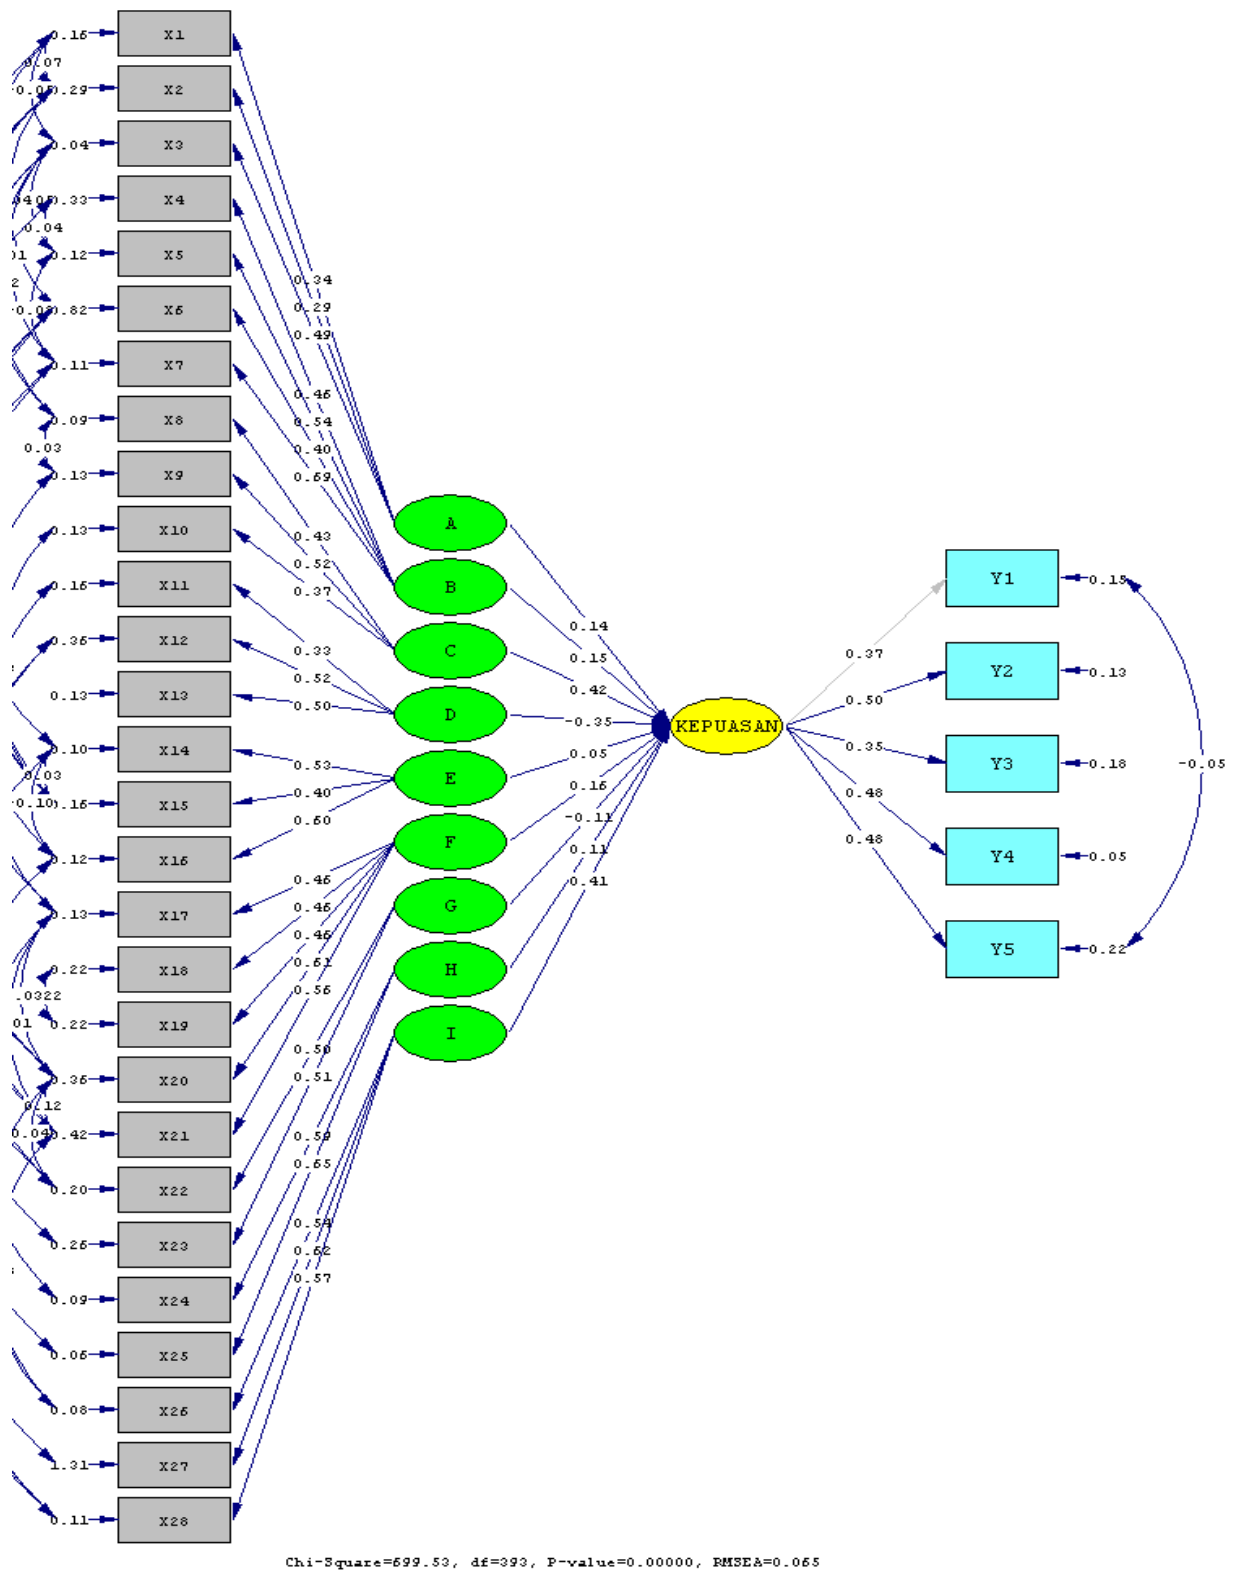 0.16 X1
0.07
-0.05 0.29 X2
0.04 X3
0.33 X4
0.04
0.12 X5
0.82 X6
0.11 X7
0.09 X8
0.03
0.13 X9
0.13 X10
0.16 X11
0.36 X12
0.13 X13
0.10 X14
0.03
-0.10 0.16 X15
0.12 X16
0.13 X17
0.22 X18
0.22 X19
0.36 X20
0.12
0.04 0.42 X21
0.20 X22
0.26 X23
0.09 X24
0.06 X25
0.08 X26
1.31 X27
0.11 X28
0.34
0.29
0.49
0.46
0.54
0.40
0.69
0.43
0.52
0.37
0.33
0.52
0.50
0.53
0.40
0.60
0.46
0.46
0.46
0.61
0.56
0.50
0.51
0.59
0.65
0.54
0.62
0.57
A
B
C
D
E
F
G
H
I
0.14
0.15
0.42
-0.35
0.05
0.16
-0.11
0.11
0.41
KEPUASAN
0.37
0.50
0.35
0.48
0.48
Y1 0.15
Y2 0.13
Y3 0.18
Y4 0.05
Y5 0.22
-0.05
Chi-Square=699.53, df=393, P-value=0.00000, RMSEA=0.065